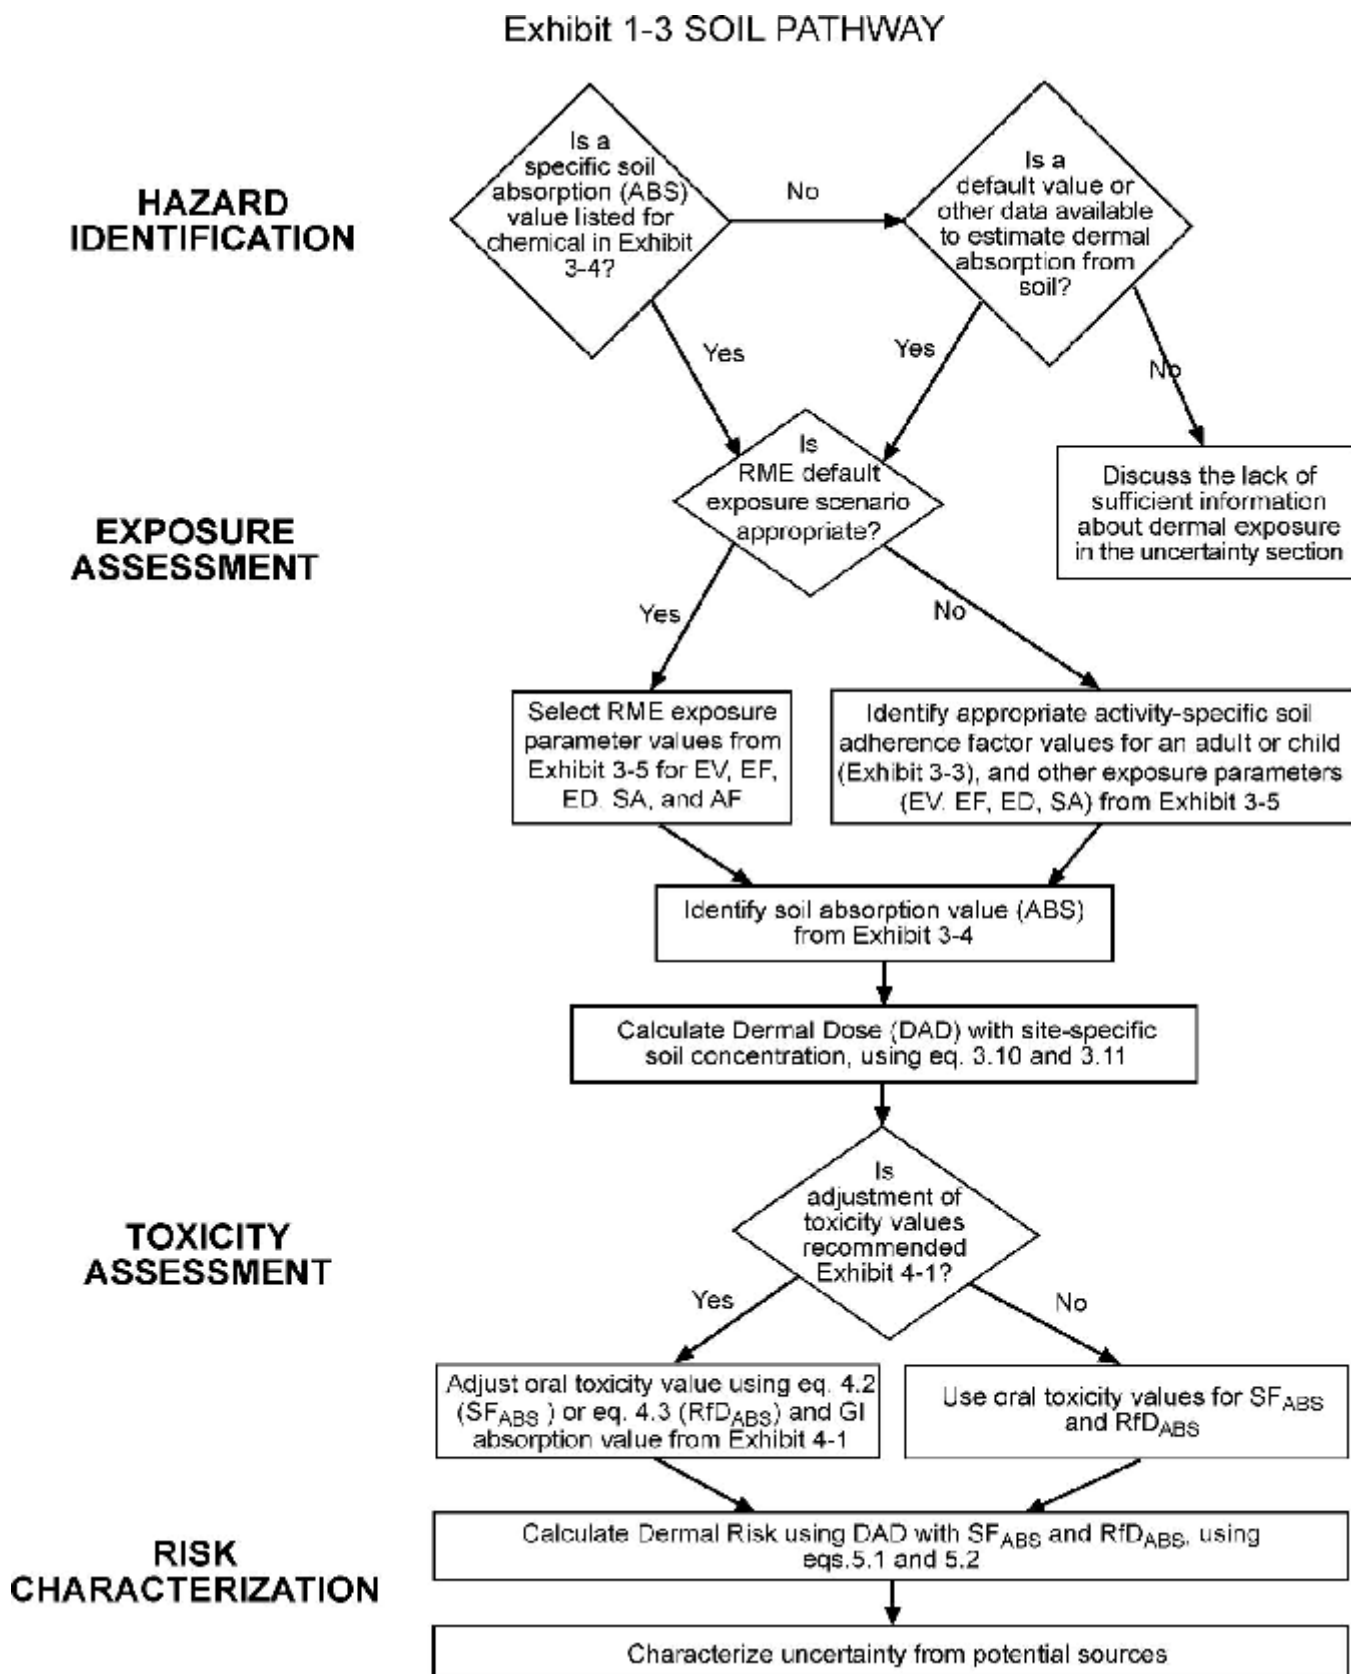 Exhibit 1-3 SOIL PATHWAY
HAZARD
IDENTIFICATION
Is a
specific soil
absorption (ABS)
value listed for
chemical in Exhibit
3-4?
No
Is a
default value or
other data available
to estimate dermal
absorption from
soil?
Yes
Yes
No
EXPOSURE
ASSESSMENT
Is
RME default
exposure scenario
appropriate?
Discuss the lack of
sufficient information
about dermal exposure
in the uncertainty section
Yes
No
Select RME exposure
parameter values from
Exhibit 3-5 for EV, EF,
ED. SA, and AF
Identify appropriate activity-specific soil
adherence factor values for an adult or child
(Exhibit 3-3), and other exposure parameters
(EV. EF, ED, SA) from Exhibit 3-5
Identify soil absorption value (ABS)
from Exhibit 3-4
Calculate Dermal Dose (DAD) with site-specific
soil concentration, using eq. 3.10 and 3.11
TOXICITY
ASSESSMENT
Is
adjustment of
toxicity values
recommended
Exhibit 4-1?
Yes
No
Adjust oral toxicity value using eq. 4.2
(SFABS ) or eq. 4.3 (RfDABS) and GI
absorption value from Exhibit 4-1
Use oral toxicity values for SFABS
and RfDABS
RISK
CHARACTERIZATION
Calculate Dermal Risk using DAD with SFABS and RfDABS, using
eqs.5.1 and 5.2
Characterize uncertainty from potential sources